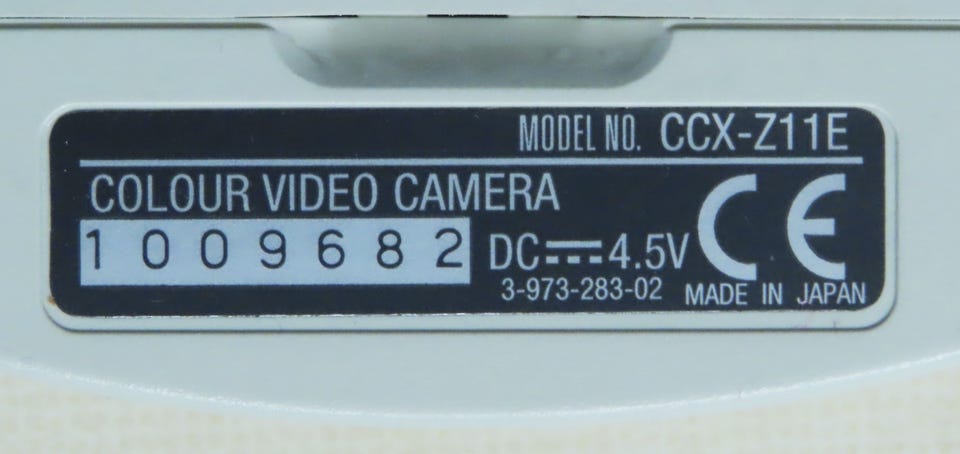 MODEL NO. CCX-Z11E
COLOUR VIDEO CAMERA
1009682
DC 4.5V
3-973-283-02
CE
MADE IN JAPAN